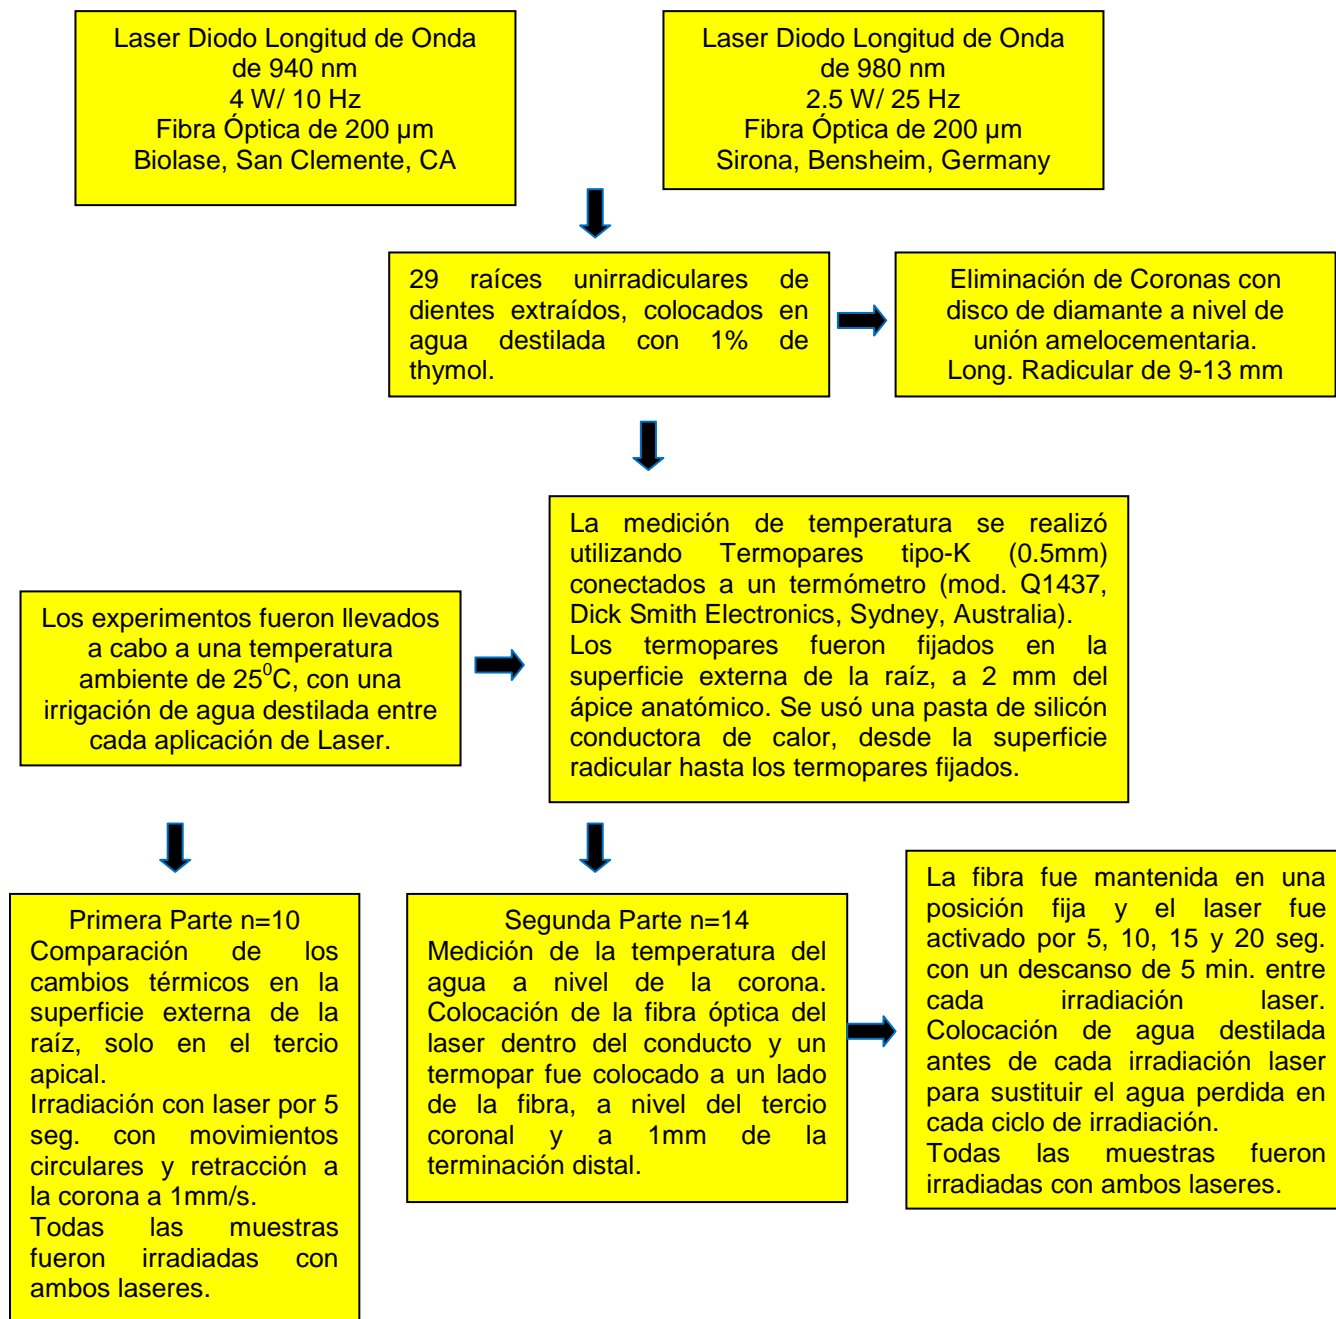 Laser Diodo Longitud de Onda
de 940 nm
4 W/ 10 Hz
Fibra Óptica de 200 µm
Biolase, San Clemente, CA
Laser Diodo Longitud de Onda
de 980 nm
2.5 W/ 25 Hz
Fibra Óptica de 200 µm
Sirona, Bensheim, Germany
29 raíces unirradiculares de
dientes extraídos, colocados en
agua destilada con 1% de
thymol.
Eliminación de Coronas con
disco de diamante a nivel de
unión amelocementaria.
Long. Radicular de 9-13 mm
Los experimentos fueron llevados
a cabo a una temperatura
ambiente de 25⁰C, con una
irrigación de agua destilada entre
cada aplicación de Laser.
La medición de temperatura se realizó
utilizando Termopares tipo-K (0.5mm)
conectados a un termómetro (mod. Q1437,
Dick Smith Electronics, Sydney, Australia).
Los termopares fueron fijados en la
superficie externa de la raíz, a 2 mm del
ápice anatómico. Se usó una pasta de silicón
conductora de calor, desde la superficie
radicular hasta los termopares fijados.
Primera Parte n=10
Comparación de los
cambios térmicos en la
superficie externa de la
raíz, solo en el tercio
apical.
Irradiación con laser por 5
seg. con movimientos
circulares y retracción a
la corona a 1mm/s.
Todas las muestras
fueron irradiadas con
ambos laseres.
Segunda Parte n=14
Medición de la temperatura del
agua a nivel de la corona.
Colocación de la fibra óptica del
laser dentro del conducto y un
termopar fue colocado a un lado
de la fibra, a nivel del tercio
coronal y a 1mm de la
terminación distal.
La fibra fue mantenida en una
posición fija y el laser fue
activado por 5, 10, 15 y 20 seg.
con un descanso de 5 min. entre
cada irradiación laser.
Colocación de agua destilada
antes de cada irradiación laser
para sustituir el agua perdida en
cada ciclo de irradiación.
Todas las muestras fueron
irradiadas con ambos laseres.